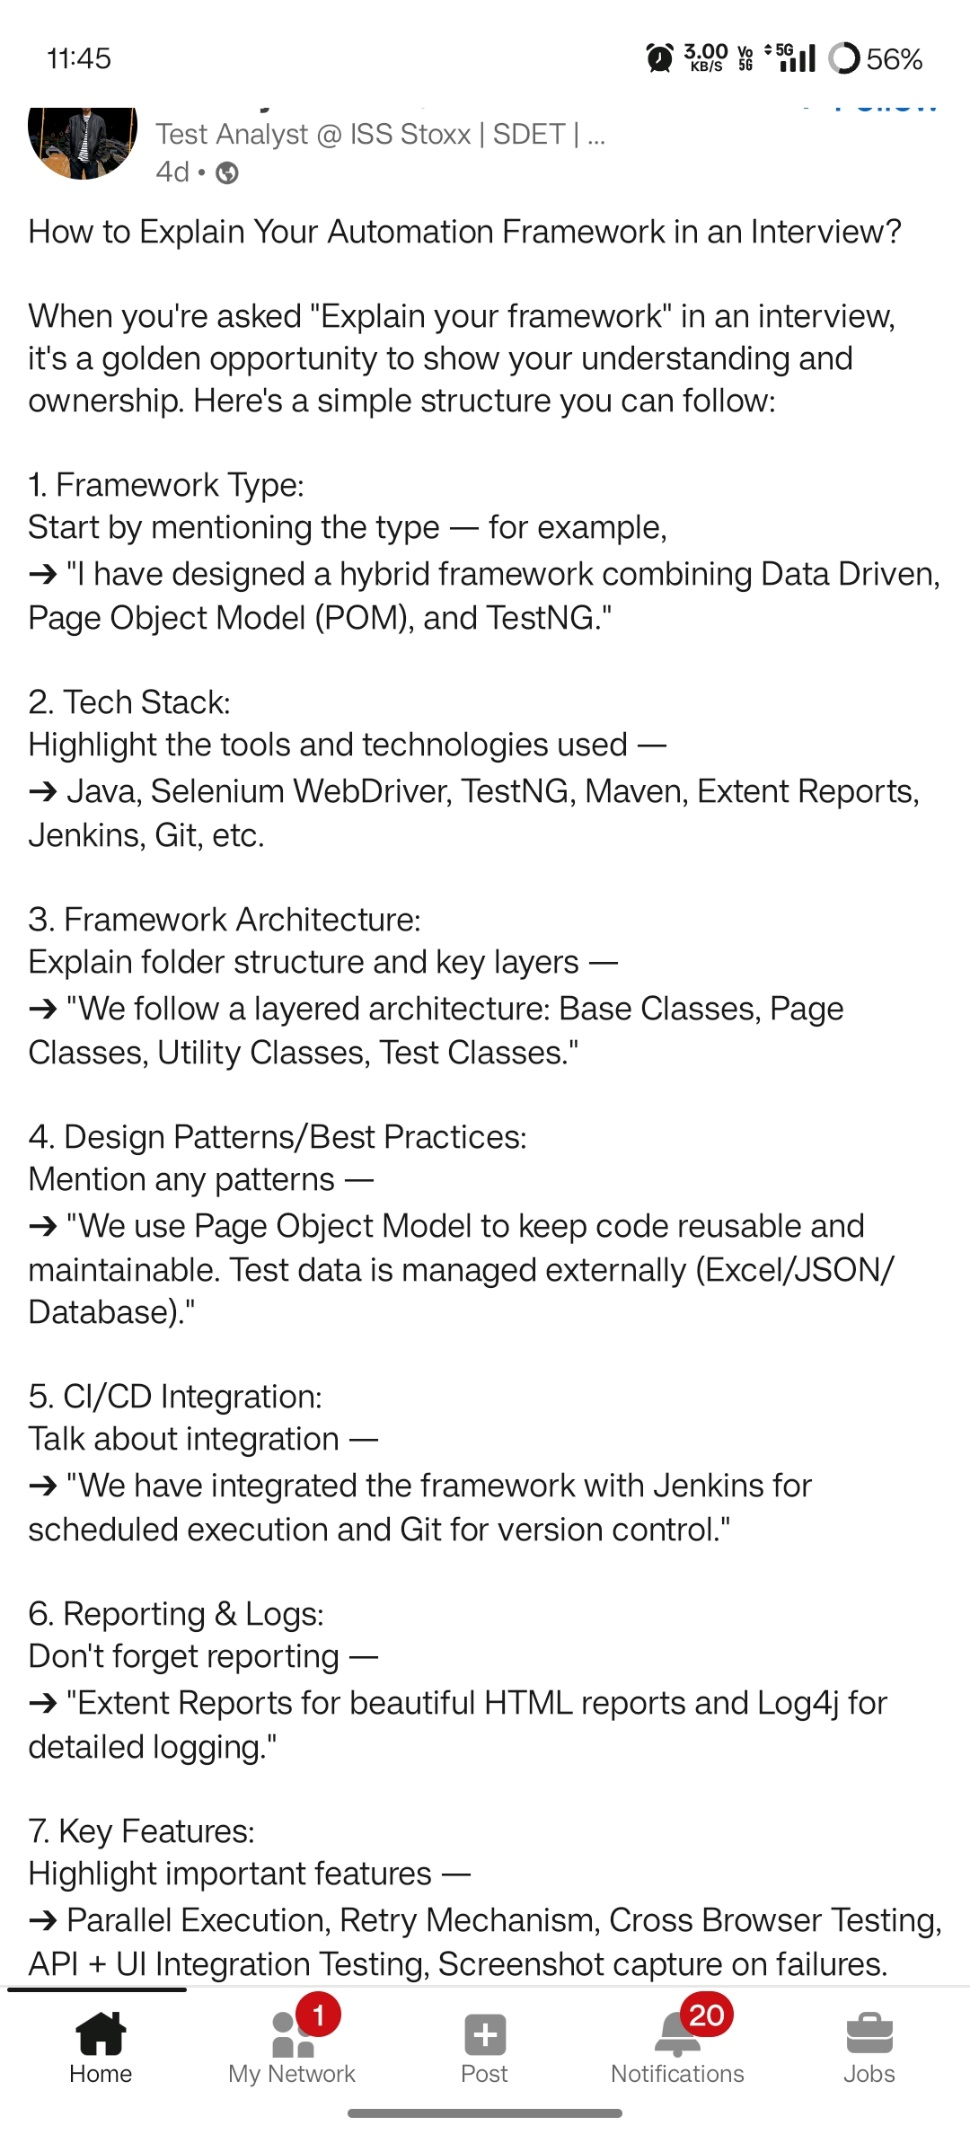 11:45
3.00
KB/S
Vo
5G
5G
56%
Test Analyst @ ISS Stoxx | SDET | ...
4d •
How to Explain Your Automation Framework in an Interview?
When you're asked "Explain your framework" in an interview,
it's a golden opportunity to show your understanding and
ownership. Here's a simple structure you can follow:
1. Framework Type:
Start by mentioning the type — for example,
→ "I have designed a hybrid framework combining Data Driven,
Page Object Model (POM), and TestNG."
2. Tech Stack:
Highlight the tools and technologies used —
→ Java, Selenium WebDriver, TestNG, Maven, Extent Reports,
Jenkins, Git, etc.
3. Framework Architecture:
Explain folder structure and key layers —
→ "We follow a layered architecture: Base Classes, Page
Classes, Utility Classes, Test Classes."
4. Design Patterns/Best Practices:
Mention any patterns —
→ "We use Page Object Model to keep code reusable and
maintainable. Test data is managed externally (Excel/JSON/
Database)."
5. CI/CD Integration:
Talk about integration —
→ "We have integrated the framework with Jenkins for
scheduled execution and Git for version control."
6. Reporting & Logs:
Don't forget reporting —
→ "Extent Reports for beautiful HTML reports and Log4j for
detailed logging."
7. Key Features:
Highlight important features —
→ Parallel Execution, Retry Mechanism, Cross Browser Testing,
API + UI Integration Testing, Screenshot capture on failures.
1
20
Home
My Network
Post
Notifications
Jobs